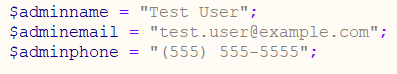 $adminname = "Test User";
$adminemail = "test.user@example.com";
$adminphone = "(555) 555-5555";